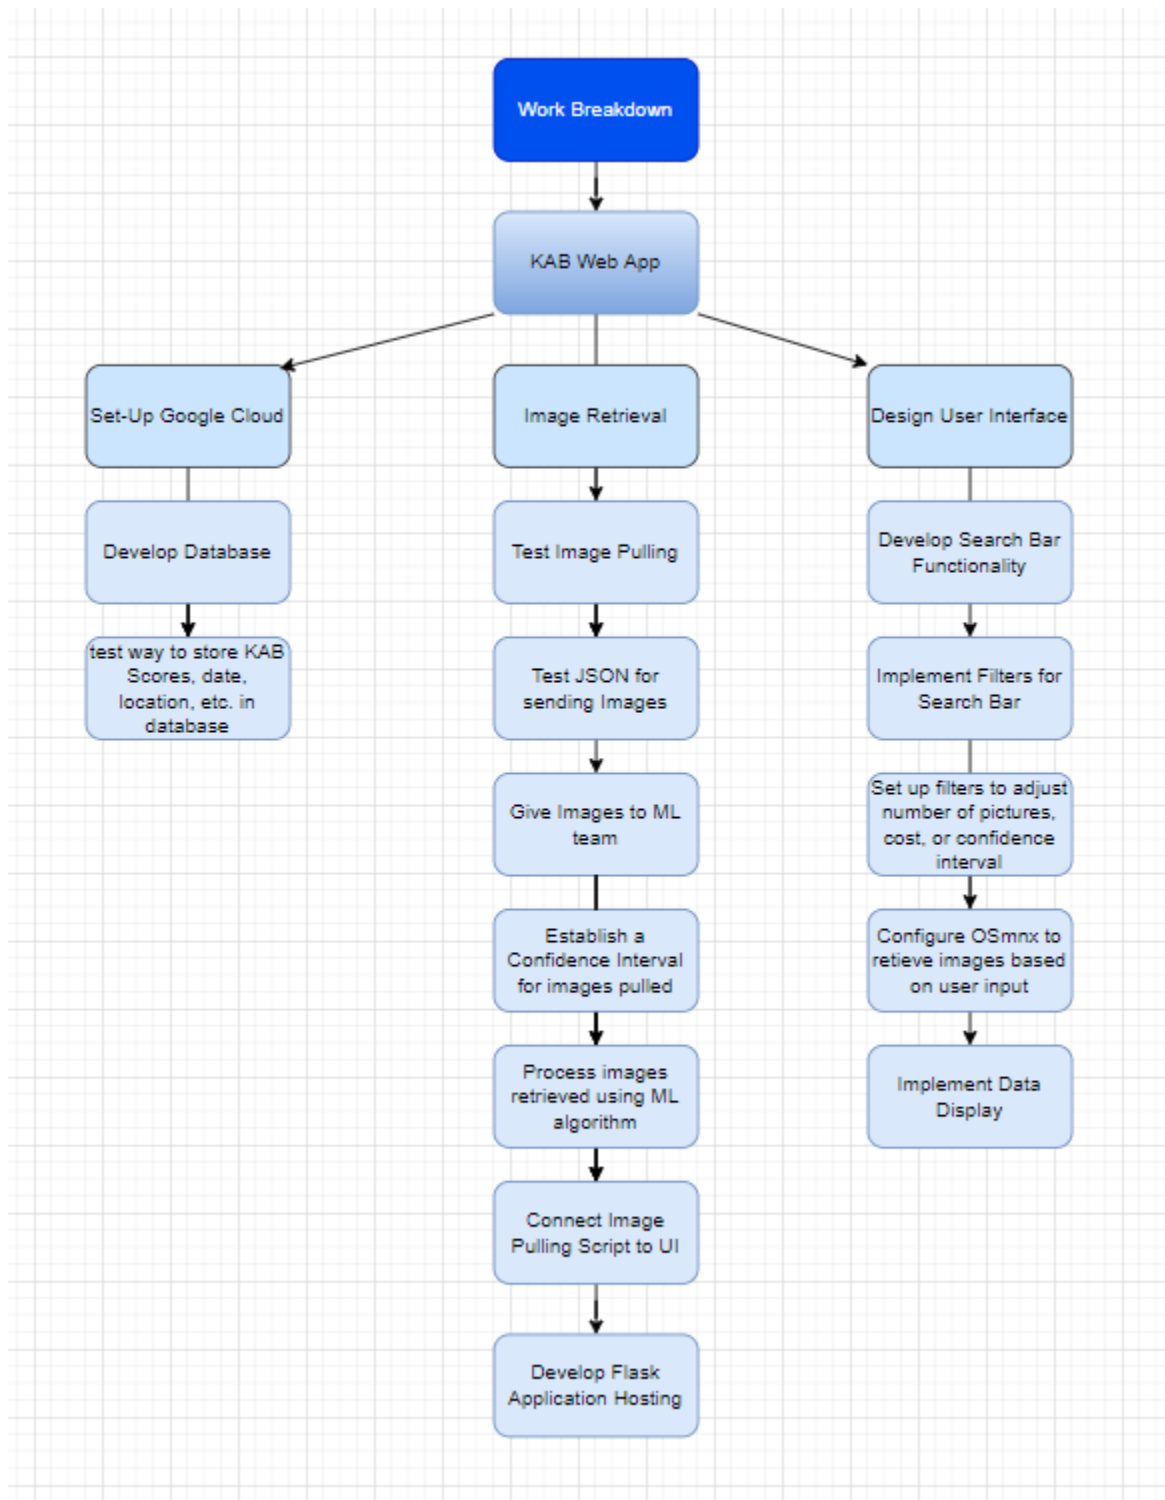 Work Breakdown
KAB Web App
Set-Up Google Cloud
Image Retrieval
Design User Interface
Develop Database
test way to store KAB
Scores, date,
location, etc. in
database
Test Image Pulling
Test JSON for
sending Images
Give Images to ML
team
Establish a
Confidence Interval
for images pulled
Process images
retrieved using ML
algorithm
Connect Image
Pulling Script to UI
Develop Flask
Application Hosting
Develop Search Bar
Functionality
Implement Filters for
Search Bar
Set up filters to adjust
number of pictures,
cost, or confidence
interval
Configure OSmnx to
retieve images based
on user input
Implement Data
Display